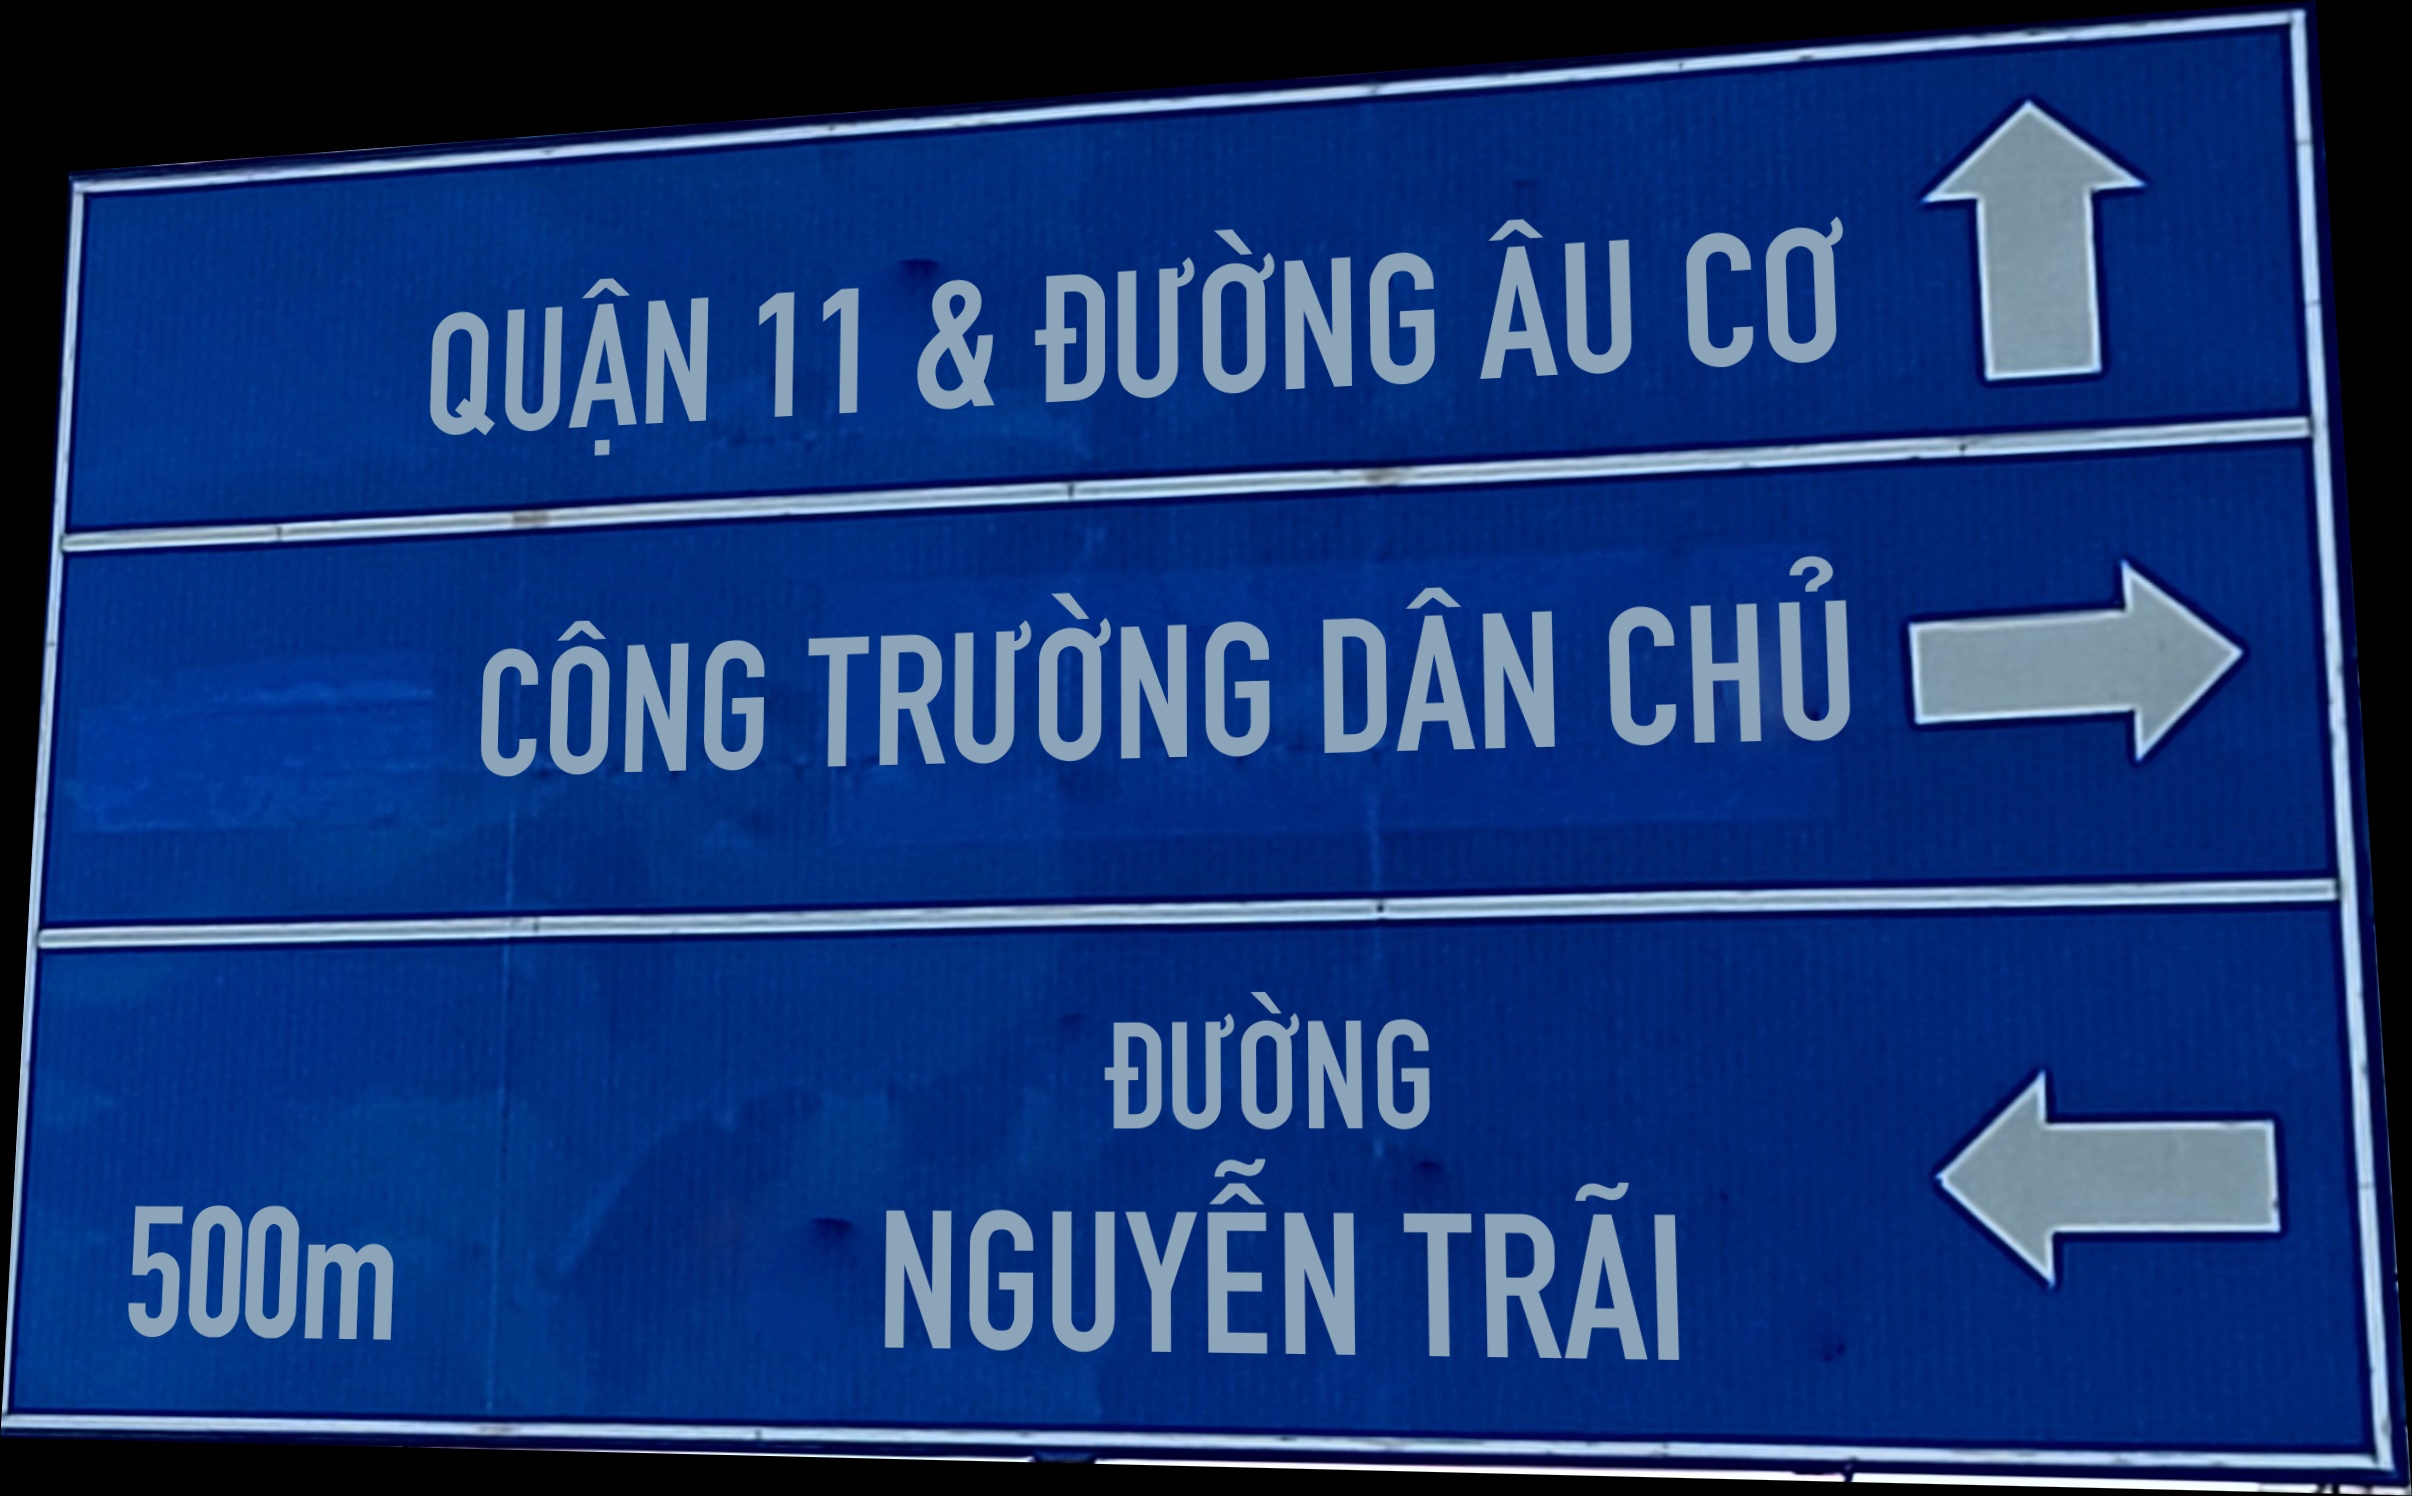 QUẬN 11 & ĐƯỜNG ÂU CƠ
CÔNG TRƯỜNG DÂN CHỦ
ĐƯỜNG
500m NGUYỄN TRÃI